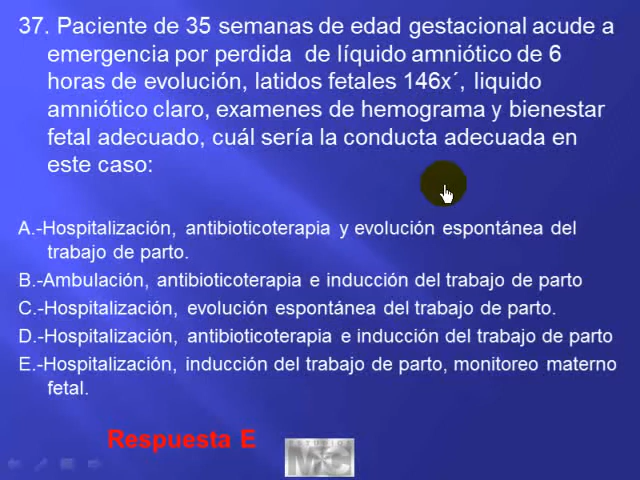 37. Paciente de 35 semanas de edad gestacional acude a
emergencia por perdida de líquido amniótico de 6
horas de evolución, latidos fetales 146x´, liquido
amniótico claro, examenes de hemograma y bienestar
fetal adecuado, cuál sería la conducta adecuada en
este caso:
A.-Hospitalización, antibioticoterapia y evolución espontánea del
trabajo de parto.
B.-Ambulación, antibioticoterapia e inducción del trabajo de parto
C.-Hospitalización, evolución espontánea del trabajo de parto.
D.-Hospitalización, antibioticoterapia e inducción del trabajo de parto
E.-Hospitalización, inducción del trabajo de parto, monitoreo materno
fetal.
Respuesta E